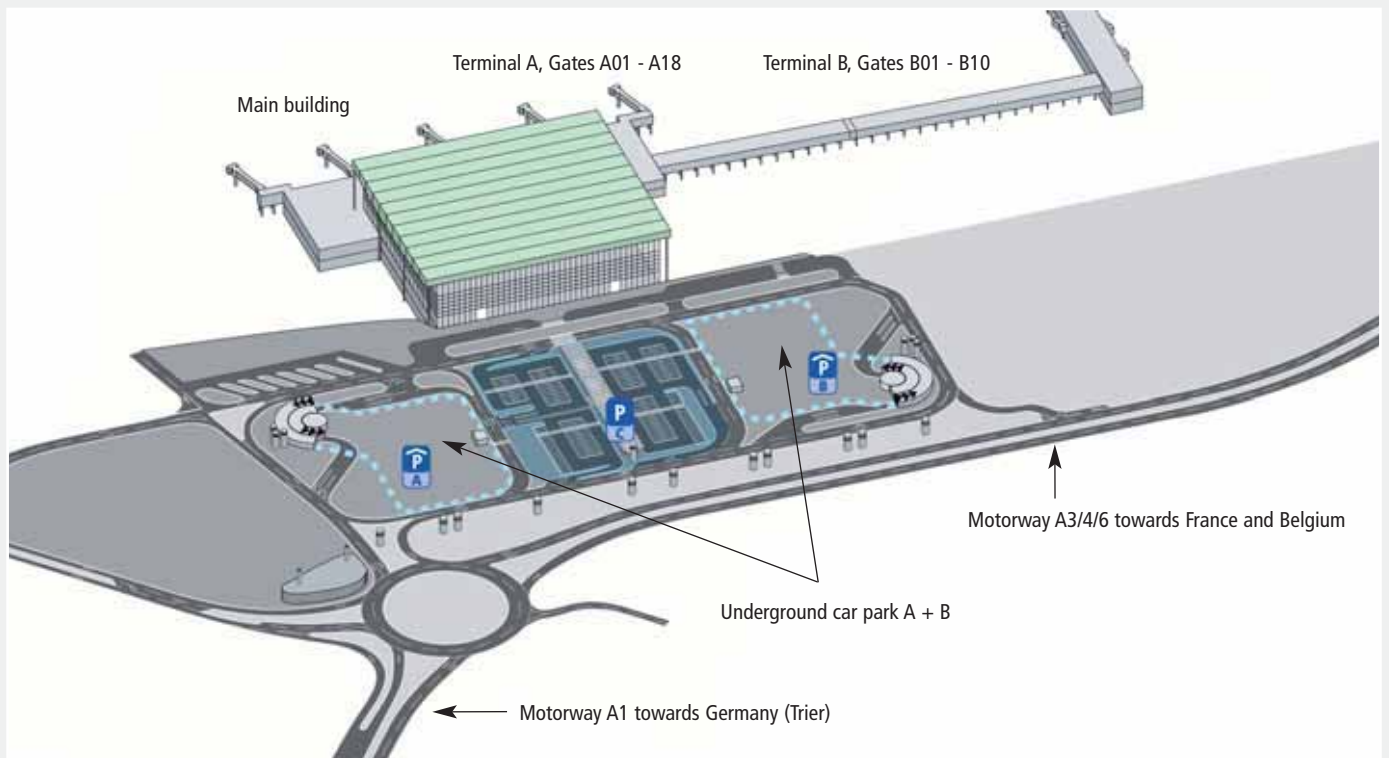 Terminal A, Gates A01 - A18
Terminal B, Gates B01 - B10
Main building
P
B
P
C
P
A
Motorway A3/4/6 towards France and Belgium
Underground car park A + B
Motorway A1 towards Germany (Trier)